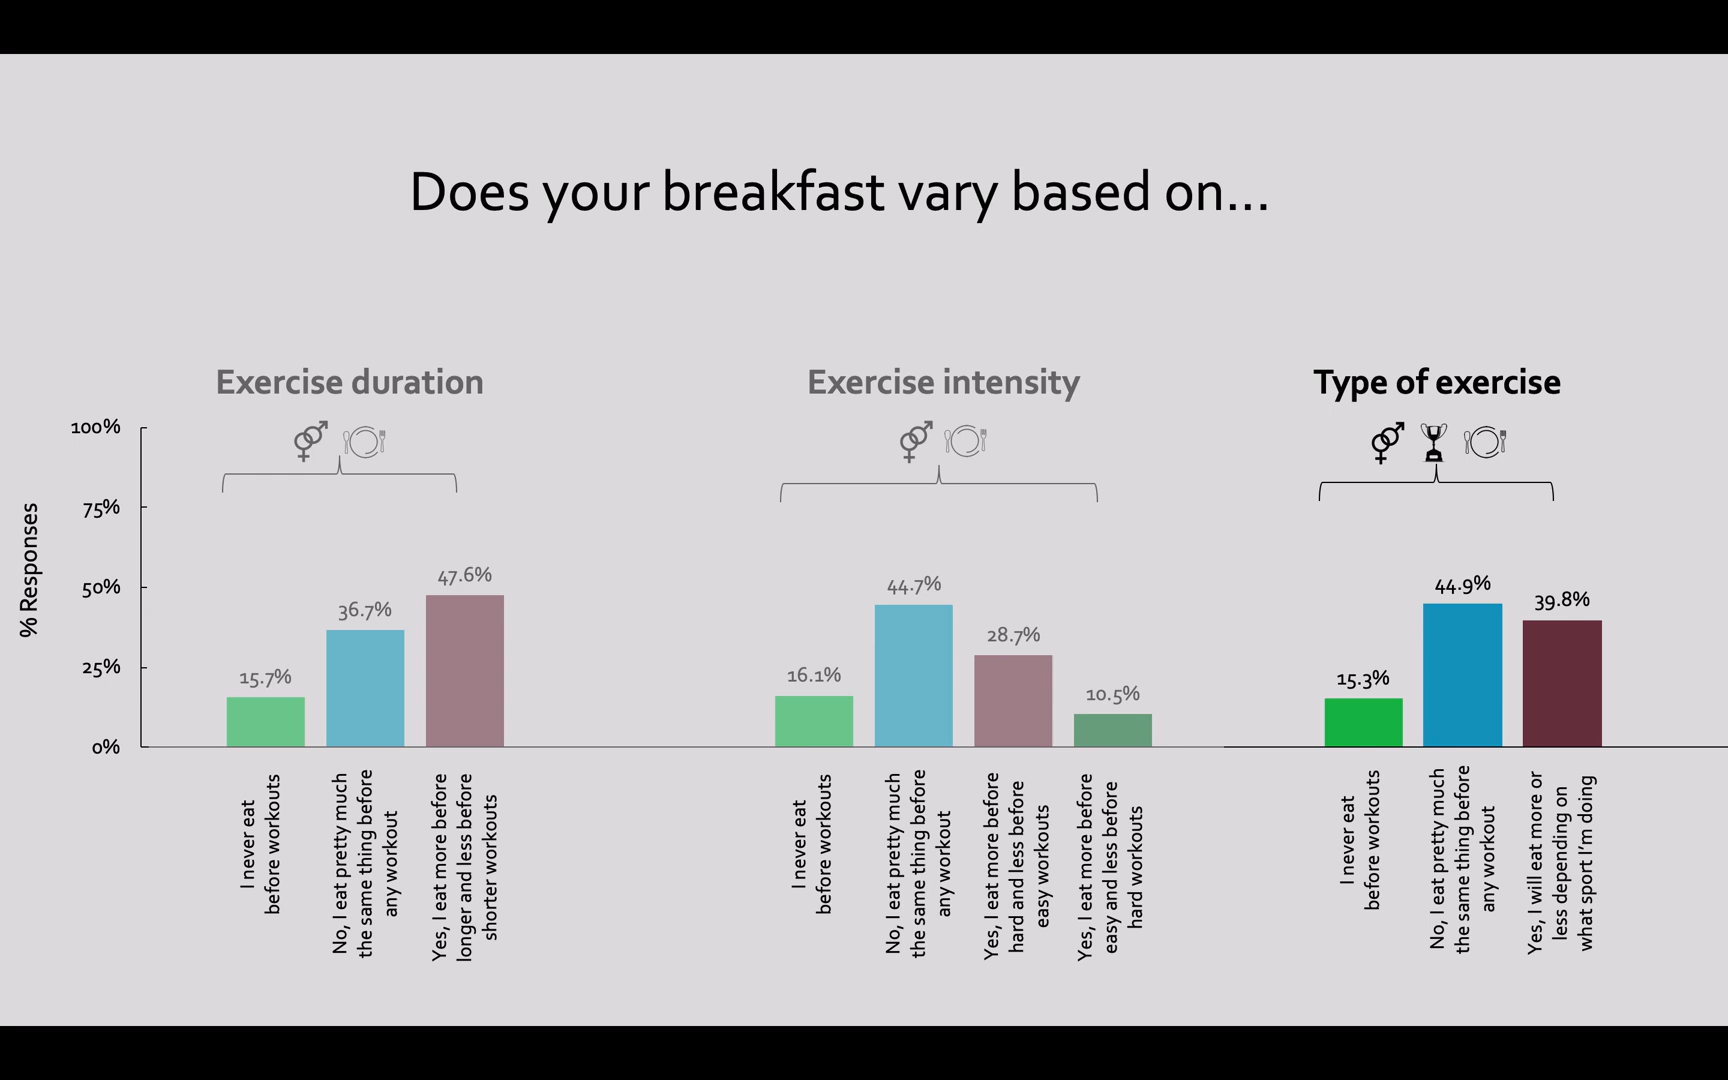 Does your breakfast vary based on...
Exercise duration
Exercise intensity
Type of exercise
% Responses
100%
75%
50%
25%
0%
15.7%
36.7%
47.6%
16.1%
44.7%
28.7%
10.5%
15.3%
44.9%
39.8%
I never eat
before workouts
No, I eat pretty much
the same thing before
any workout
Yes, I eat more before
longer and less before
shorter workouts
I never eat
before workouts
No, I eat pretty much
the same thing before
any workout
Yes, I eat more before
hard and less before
easy workouts
Yes, I eat more before
easy and less before
hard workouts
I never eat
before workouts
No, I eat pretty much
the same thing before
any workout
Yes, I will eat more or
less depending on
what sport I'm doing